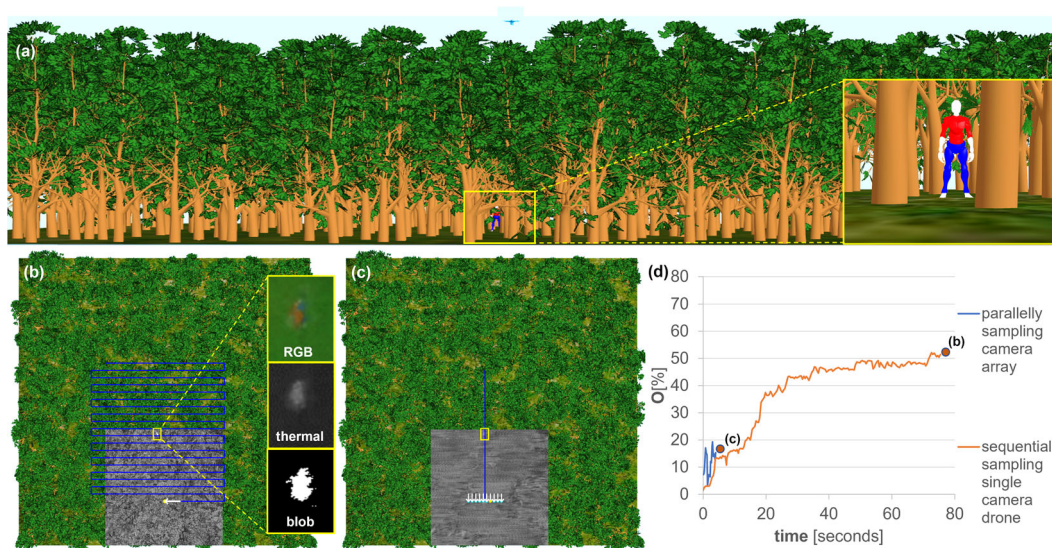 (a)
(b)
RGB
thermal
blob
(c)
(d)
80
70
60
50
40
30
20
10
0
O[%]
0
20
40
60
80
time [seconds]
(b)
(c)
parallelly
sampling
camera
array
sequential
sampling
single
camera
drone